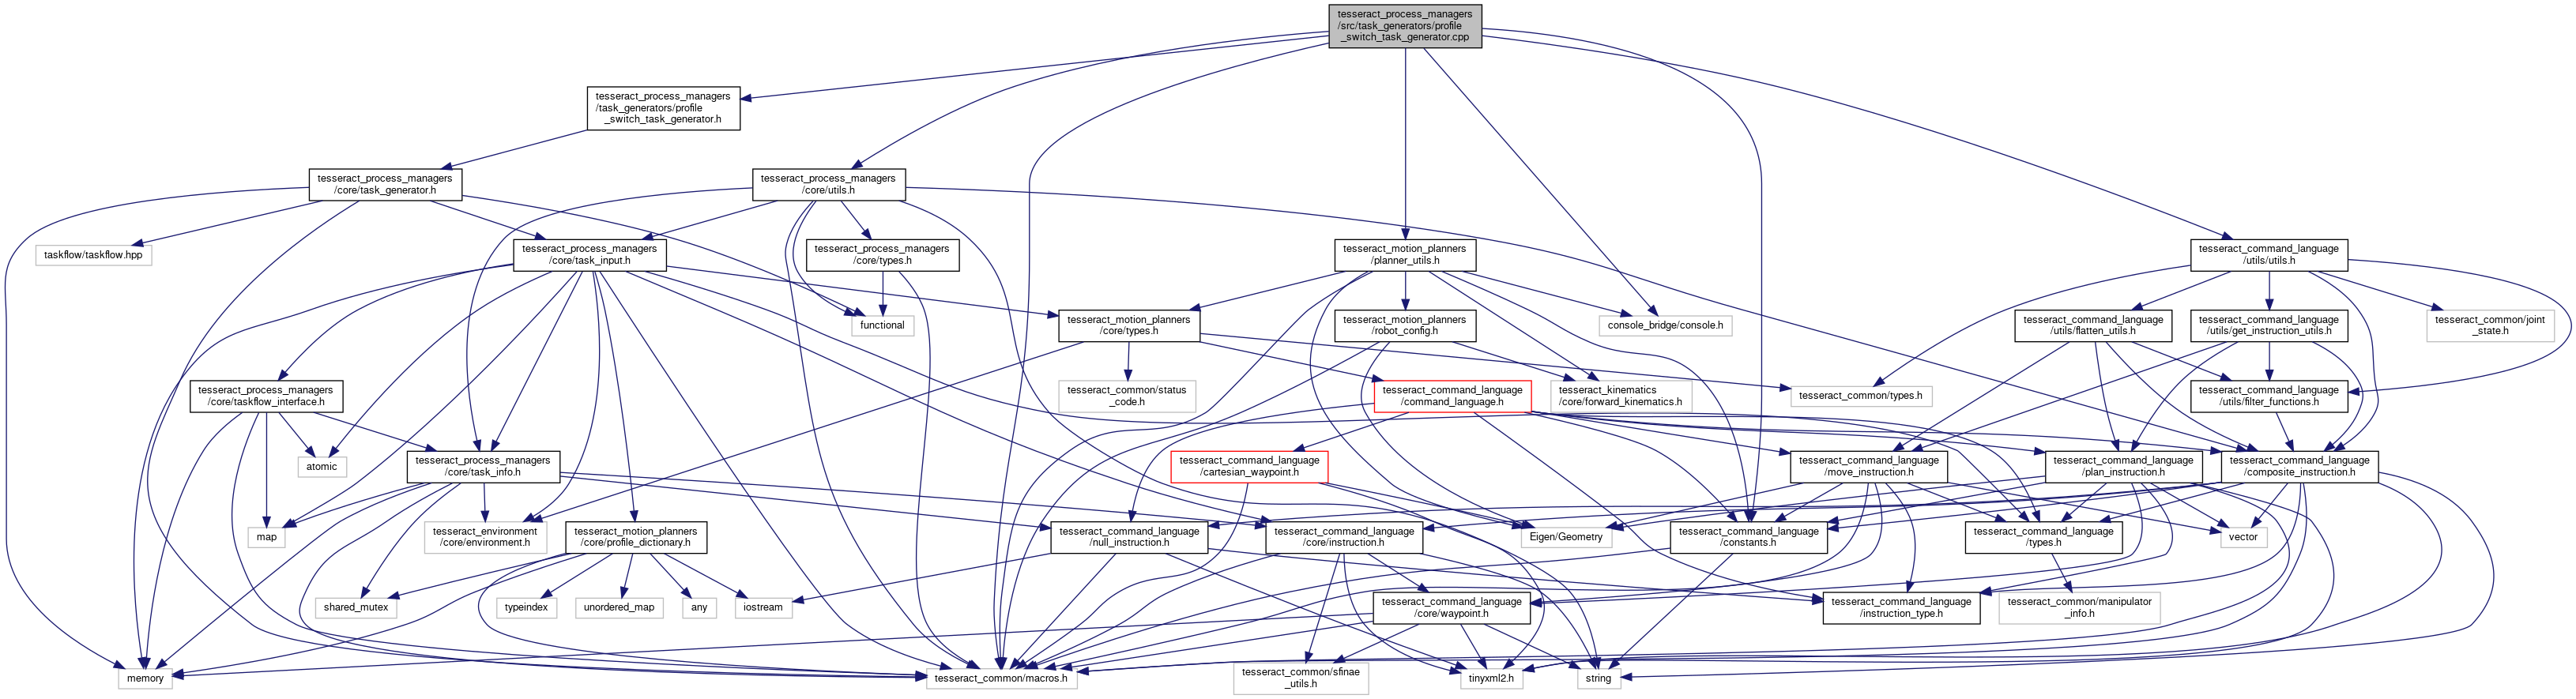 tesseract_process_managers
/src/task_generators/profile
_switch_task_generator.cpp
tesseract_process_managers
/task_generators/profile
_switch_task_generator.h
tesseract_process_managers
/core/task_generator.h
tesseract_process_managers
/core/utils.h
taskflow/taskflow.hpp
tesseract_process_managers
/core/task_input.h
tesseract_process_managers
/core/types.h
tesseract_motion_planners
/planner_utils.h
tesseract_command_language
/utils/utils.h
functional
tesseract_motion_planners
/core/types.h
tesseract_motion_planners
/robot_config.h
console_bridge/console.h
tesseract_command_language
/utils/flatten_utils.h
tesseract_command_language
/utils/get_instruction_utils.h
tesseract_common/joint
_state.h
tesseract_process_managers
/core/taskflow_interface.h
tesseract_common/status
_code.h
tesseract_command_language
/command_language.h
tesseract_kinematics
/core/forward_kinematics.h
tesseract_common/types.h
tesseract_command_language
/utils/filter_functions.h
atomic
tesseract_process_managers
/core/task_info.h
tesseract_command_language
/cartesian_waypoint.h
tesseract_command_language
/move_instruction.h
tesseract_command_language
/plan_instruction.h
tesseract_command_language
/composite_instruction.h
map
tesseract_environment
/core/environment.h
tesseract_motion_planners
/core/profile_dictionary.h
tesseract_command_language
/null_instruction.h
tesseract_command_language
/core/instruction.h
Eigen/Geometry
tesseract_command_language
/constants.h
tesseract_command_language
/types.h
vector
shared_mutex
typeindex
unordered_map
any
iostream
tesseract_command_language
/core/waypoint.h
tesseract_command_language
/instruction_type.h
tesseract_common/manipulator
_info.h
memory
tesseract_common/macros.h
tesseract_common/sfinae
_utils.h
tinyxml2.h
string